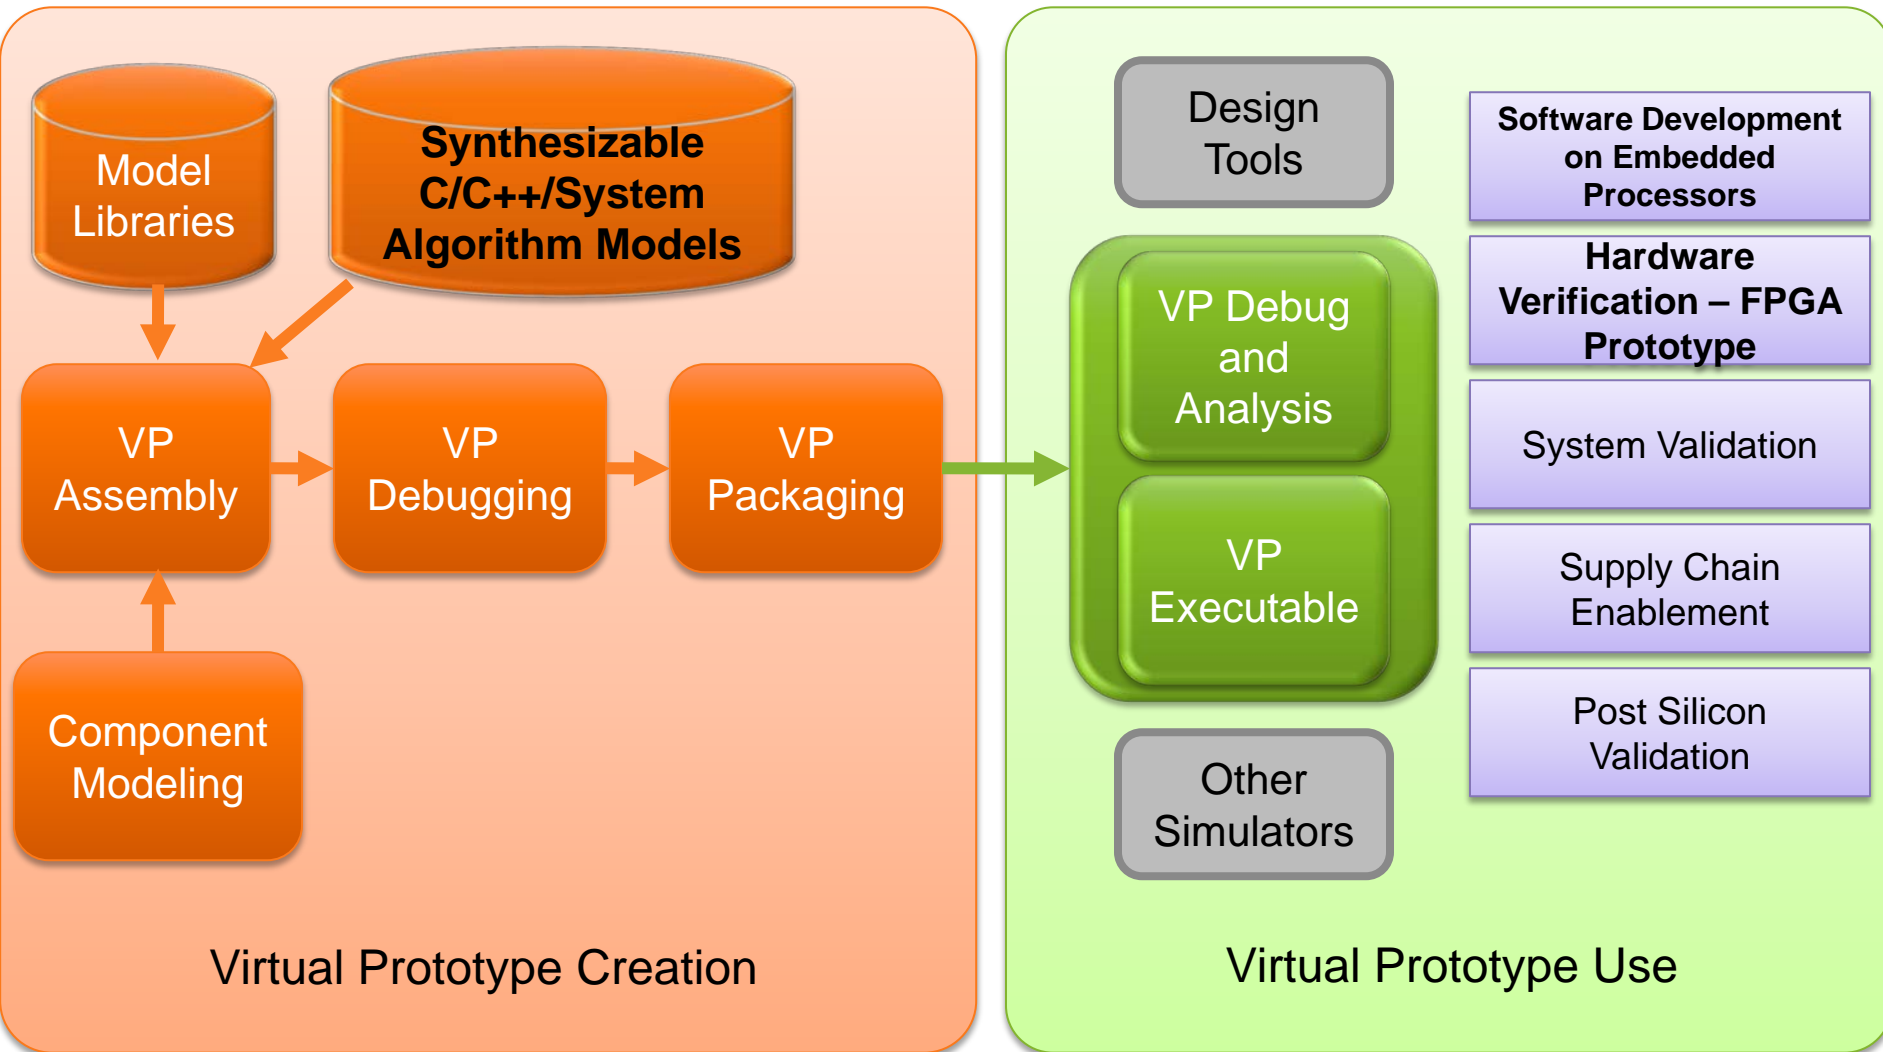 Model
Libraries
Synthesizable
C/C++/System
Algorithm Models
VP
Assembly
VP
Debugging
VP
Packaging
Component
Modeling
Virtual Prototype Creation
Design
Tools
VP Debug
and
Analysis
VP
Executable
Other
Simulators
Software Development
on Embedded
Processors
Hardware
Verification – FPGA
Prototype
System Validation
Supply Chain
Enablement
Post Silicon
Validation
Virtual Prototype Use